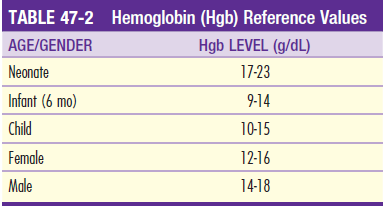 TABLE 47-2 Hemoglobin (Hgb) Reference Values
AGE/GENDER Hgb LEVEL (g/dL)
Neonate 17-23
Infant (6 mo) 9-14
Child 10-15
Female 12-16
Male 14-18